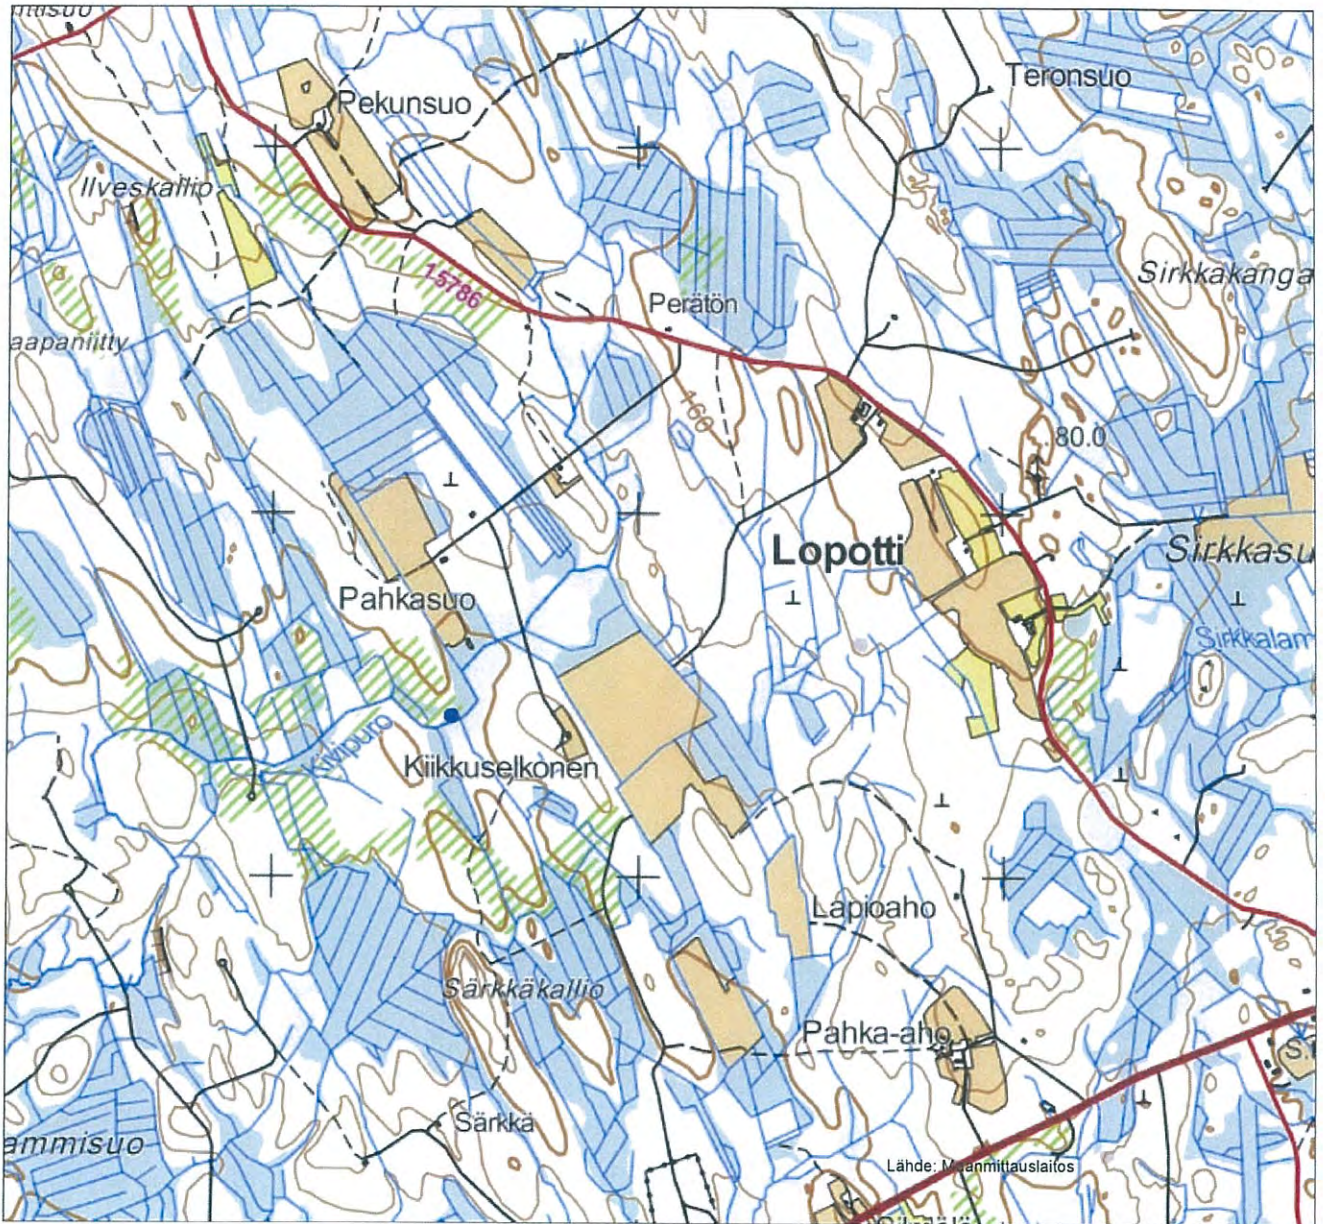 Teronsuo
Pekunsuo
Ilveskallio
Sirkkakanga
15786
Perätön
aapaniitty
160
80.0
Lopotti
Sirkkasu
Pahkasuo
Sirkkalam
Kivipuro
Kiikkuselkonen
Lapioaho
Särkkäkallio
Pahka-aho
S.
Särkkä
ammisuo
Lähde: Maanmittauslaitos